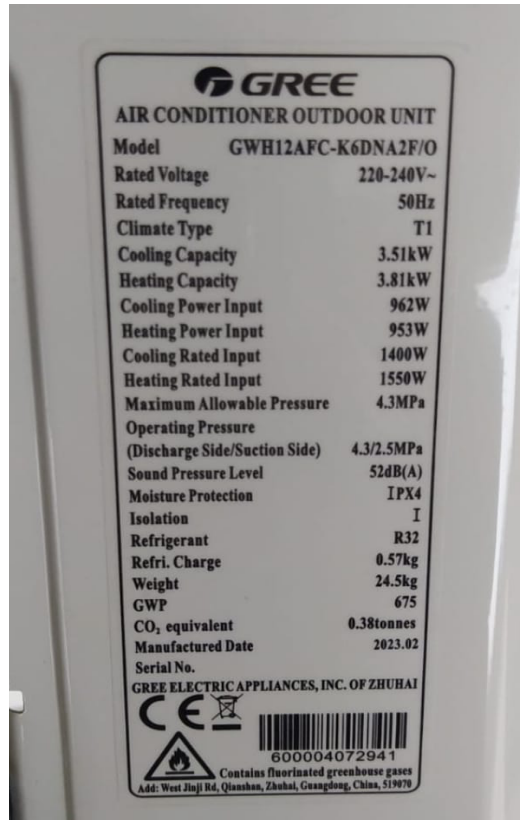 GREE
AIR CONDITIONER OUTDOOR UNIT
Model GWH12AFC-K6DNA2F/O
Rated Voltage 220-240V~
Rated Frequency 50Hz
Climate Type T1
Cooling Capacity 3.51kW
Heating Capacity 3.81kW
Cooling Power Input 962W
Heating Power Input 953W
Cooling Rated Input 1400W
Heating Rated Input 1550W
Maximum Allowable Pressure 4.3MPa
Operating Pressure
(Discharge Side/Suction Side) 4.3/2.5MPa
Sound Pressure Level 52dB(A)
Moisture Protection IPX4
Isolation I
Refrigerant R32
Refri. Charge 0.57kg
Weight 24.5kg
GWP 675
CO₂ equivalent 0.38tonnes
Manufactured Date 2023.02
Serial No.
GREE ELECTRIC APPLIANCES, INC. OF ZHUHAI
CE
600004072941
Contains fluorinated greenhouse gases
Add: West Jinji Rd, Qianshan, Zhuhai, Guangdong, China, 519070